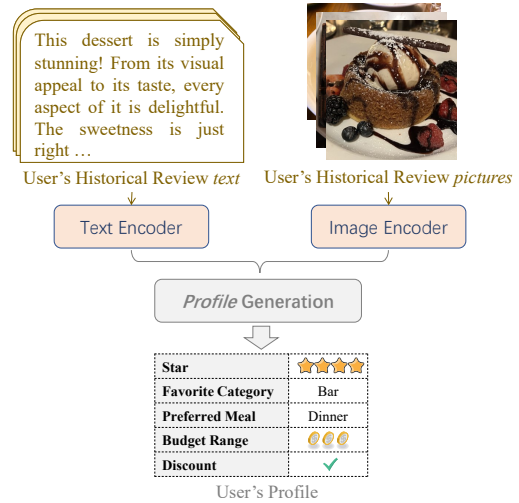 This dessert is simply
stunning! From its visual
appeal to its taste, every
aspect of it is delightful.
The sweetness is just
right …
User's Historical Review text
User's Historical Review pictures
Text Encoder
Image Encoder
Profile Generation
Star
Favorite Category Bar
Preferred Meal Dinner
Budget Range
Discount
User's Profile